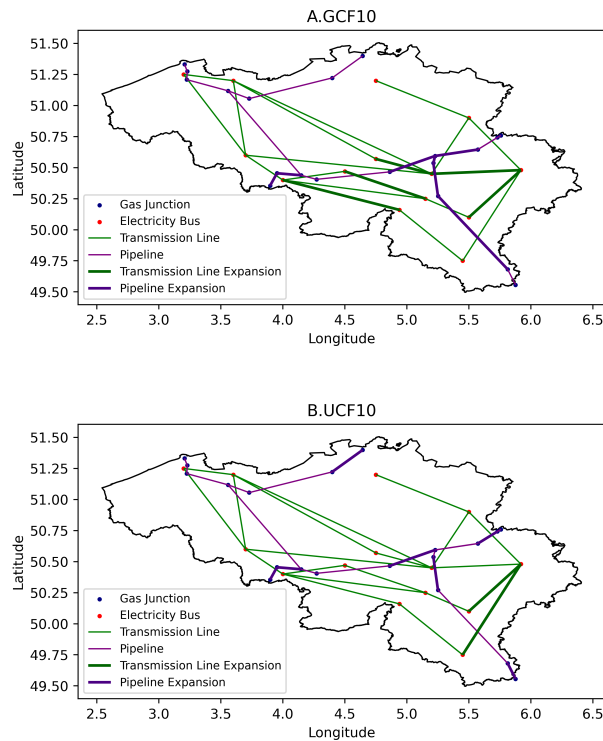 A.GCF10
51.50
51.25
51.00
50.75
50.50
50.25
50.00
49.75
49.50
Latitude
Gas Junction
Electricity Bus
Transmission Line
Pipeline
Transmission Line Expansion
Pipeline Expansion
2.5 3.0 3.5 4.0 4.5 5.0 5.5 6.0 6.5
Longitude
B.UCF10
51.50
51.25
51.00
50.75
50.50
50.25
50.00
49.75
49.50
Latitude
Gas Junction
Electricity Bus
Transmission Line
Pipeline
Transmission Line Expansion
Pipeline Expansion
2.5 3.0 3.5 4.0 4.5 5.0 5.5 6.0 6.5
Longitude